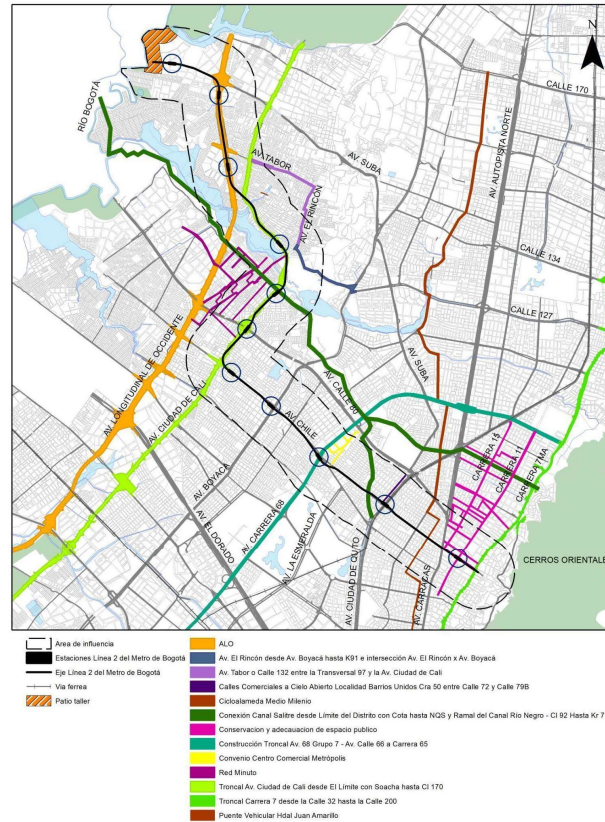 N
RÍO BOGOTÁ
CALLE 170
AV. AUTOPISTA NORTE
AV. TABOR
AV. SUBA
AV. EL RINCÓN
CALLE 134
CALLE 127
AV. LONGITUDINAL DE OCCIDENTE
AV. CIUDAD DE CALI
AV. SUBA
AV. CALLE 80
AV. CHILE
CARRERA 15
CARRERA 11
CARRERA 7MA
AV. BOYACÁ
AV. EL DORADO
AV. CARRERA 68
AV. LA ESMERALDA
AV. CIUDAD DE QUITO
AV. CARACAS
CERROS ORIENTALE
Area de influencia
Estaciones Línea 2 del Metro de Bogotá
Eje Línea 2 del Metro de Bogotá
Via ferrea
Patio taller
ALO
Av. El Rincón desde Av. Boyacá hasta K91 e intersección Av. El Rincón x Av. Boyacá
Av. Tabor o Calle 132 entre la Transversal 97 y la Av. Ciudad de Cali
Calles Comerciales a Cielo Abierto Localidad Barrios Unidos Cra 50 entre Calle 72 y Calle 79B
Cicloalameda Medio Milenio
Conexión Canal Salitre desde Límite del Distrito con Cota hasta NQS y Ramal del Canal Río Negro - Cl 92 Hasta Kr 7
Conservacion y adecuacion de espacio publico
Construcción Troncal Av. 68 Grupo 7 - Av. Calle 66 a Carrera 65
Convenio Centro Comercial Metrópolis
Red Minuto
Troncal Av. Ciudad de Cali desde El Límite con Soacha hasta Cl 170
Troncal Carrera 7 desde la Calle 32 hasta la Calle 200
Puente Vehicular Hdal Juan Amarillo